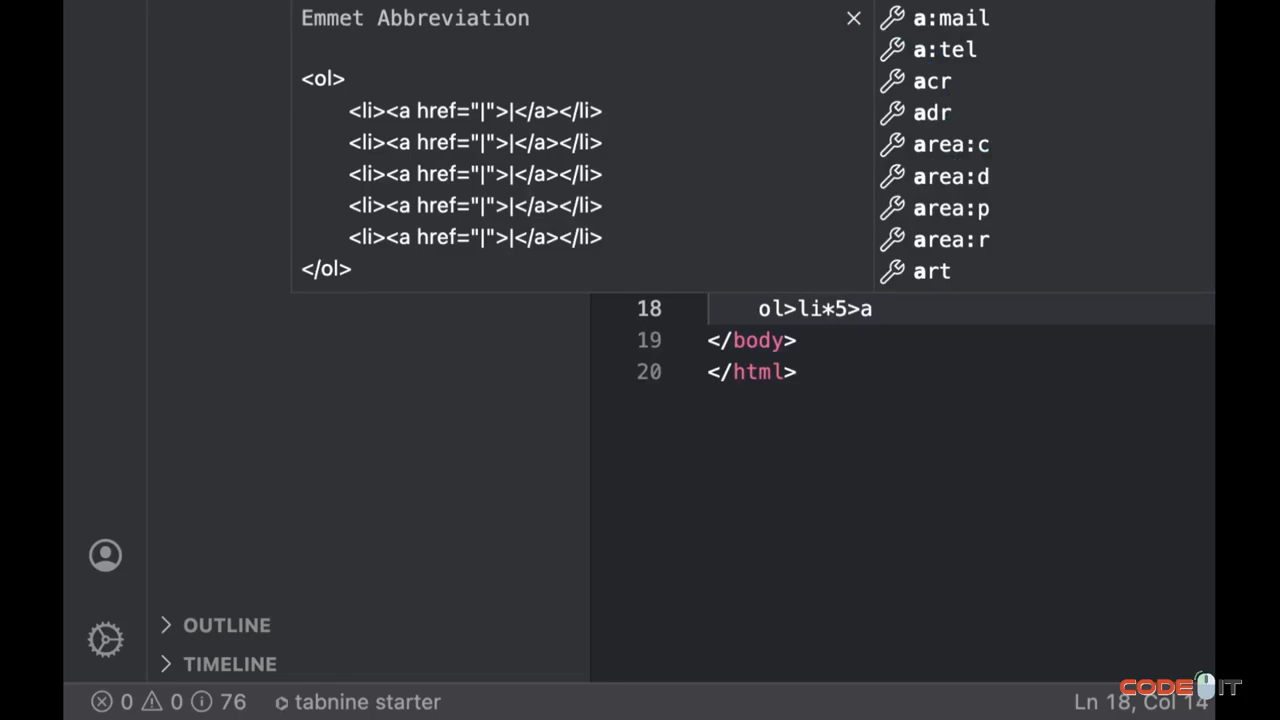 Emmet Abbreviation
<ol>
<li><a href="|">|</a></li>
<li><a href="|">|</a></li>
<li><a href="|">|</a></li>
<li><a href="|">|</a></li>
<li><a href="|">|</a></li>
</ol>
a:mail
a:tel
acr
adr
area:c
area:d
area:p
area:r
art
18 ol>li*5>a
19 </body>
20 </html>
OUTLINE
TIMELINE
0 0 76 tabnine starter
Ln 18, Col 14
CODE IT